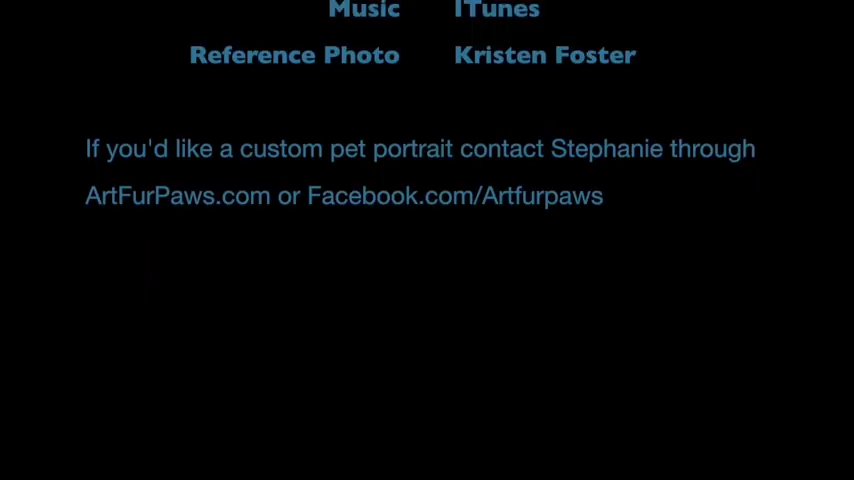 Music ITunes
Reference Photo Kristen Foster
If you'd like a custom pet portrait contact Stephanie through
ArtFurPaws.com or Facebook.com/Artfurpaws